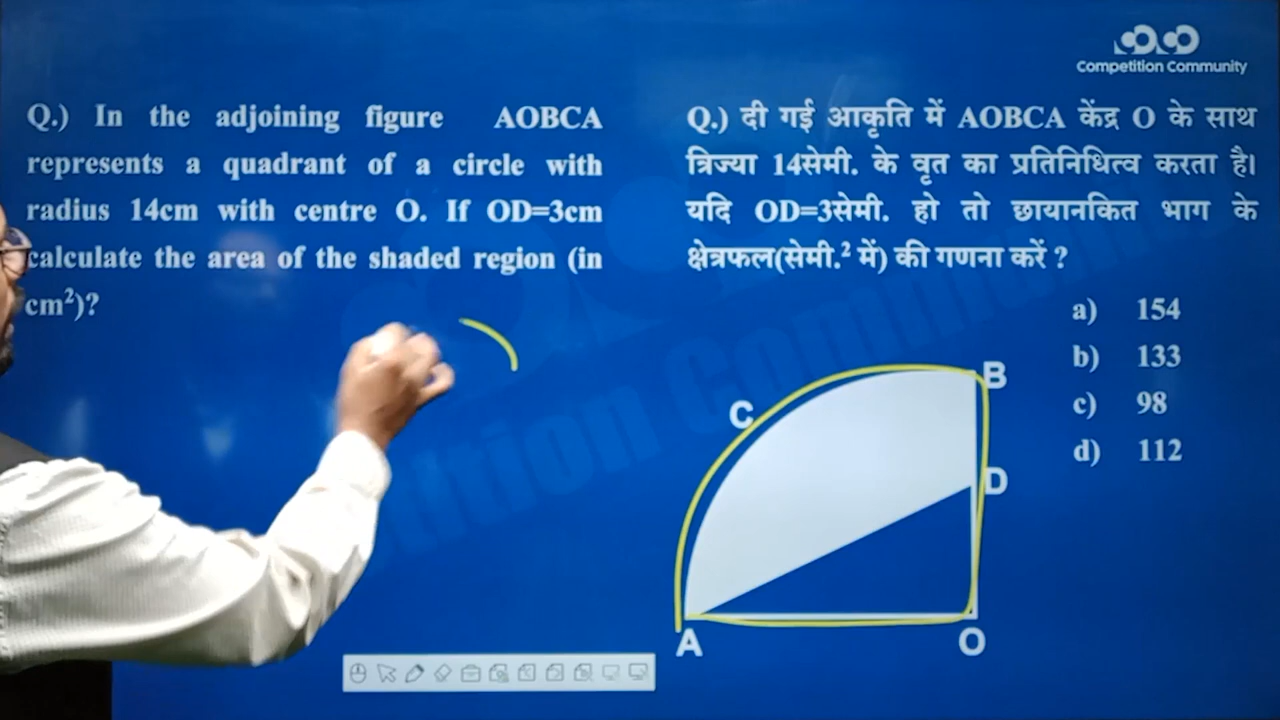 Competition Community
Q.) In the adjoining figure AOBCA
represents a quadrant of a circle with
radius 14cm with centre O. If OD=3cm
calculate the area of the shaded region (in
cm²)?
Q.) दी गई आकृति में AOBCA केंद्र O के साथ
त्रिज्या 14सेमी. के वृत का प्रतिनिधित्व करता है।
यदि OD=3सेमी. हो तो छायानकित भाग के
क्षेत्रफल(सेमी.² में) की गणना करें ?
a) 154
b) 133
c) 98
d) 112
B
C
D
A
O